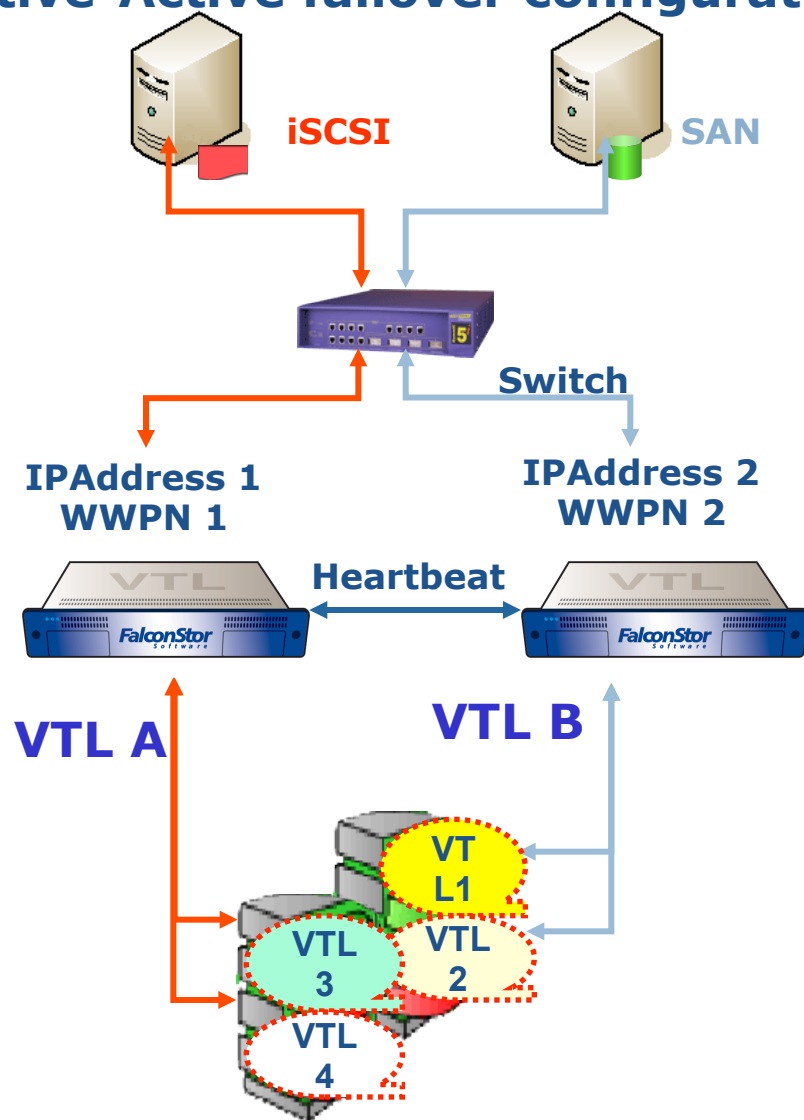 Active failover configurat
iSCSI
SAN
5
Switch
IPAddress 1
WWPN 1
IPAddress 2
WWPN 2
VTL
Heartbeat
VTL
FalconStor
Software
FalconStor
Software
VTL A
VTL B
VT
L1
VTL
3
VTL
2
VTL
4